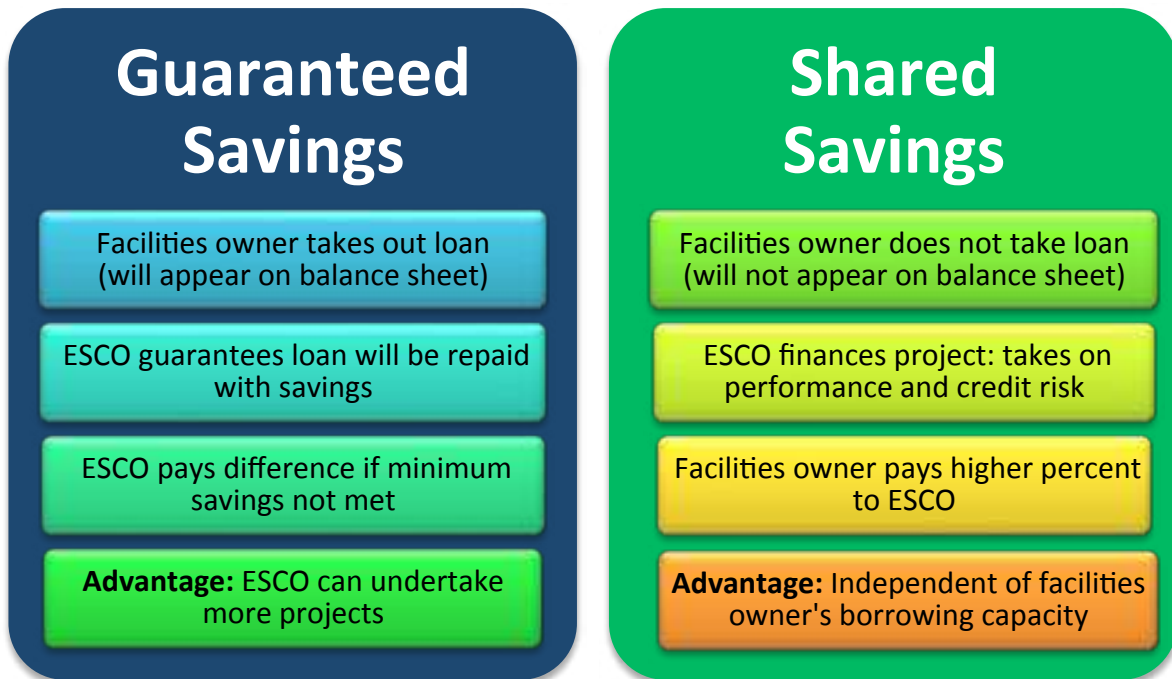 Guaranteed
Savings
Facilities owner takes out loan
(will appear on balance sheet)
ESCO guarantees loan will be repaid
with savings
ESCO pays difference if minimum
savings not met
Advantage: ESCO can undertake
more projects
Shared
Savings
Facilities owner does not take loan
(will not appear on balance sheet)
ESCO finances project: takes on
performance and credit risk
Facilities owner pays higher percent
to ESCO
Advantage: Independent of facilities
owner's borrowing capacity